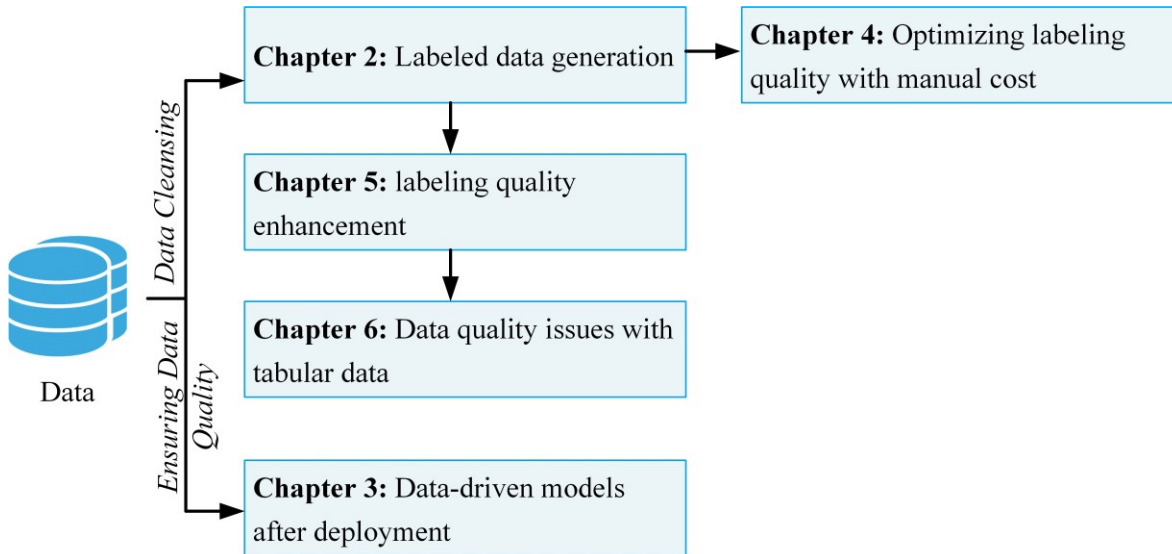 Chapter 2: Labeled data generation
Chapter 4: Optimizing labeling
quality with manual cost
Data Cleansing
Chapter 5: labeling quality
enhancement
Data
Ensuring Data
Quality
Chapter 6: Data quality issues with
tabular data
Chapter 3: Data-driven models
after deployment